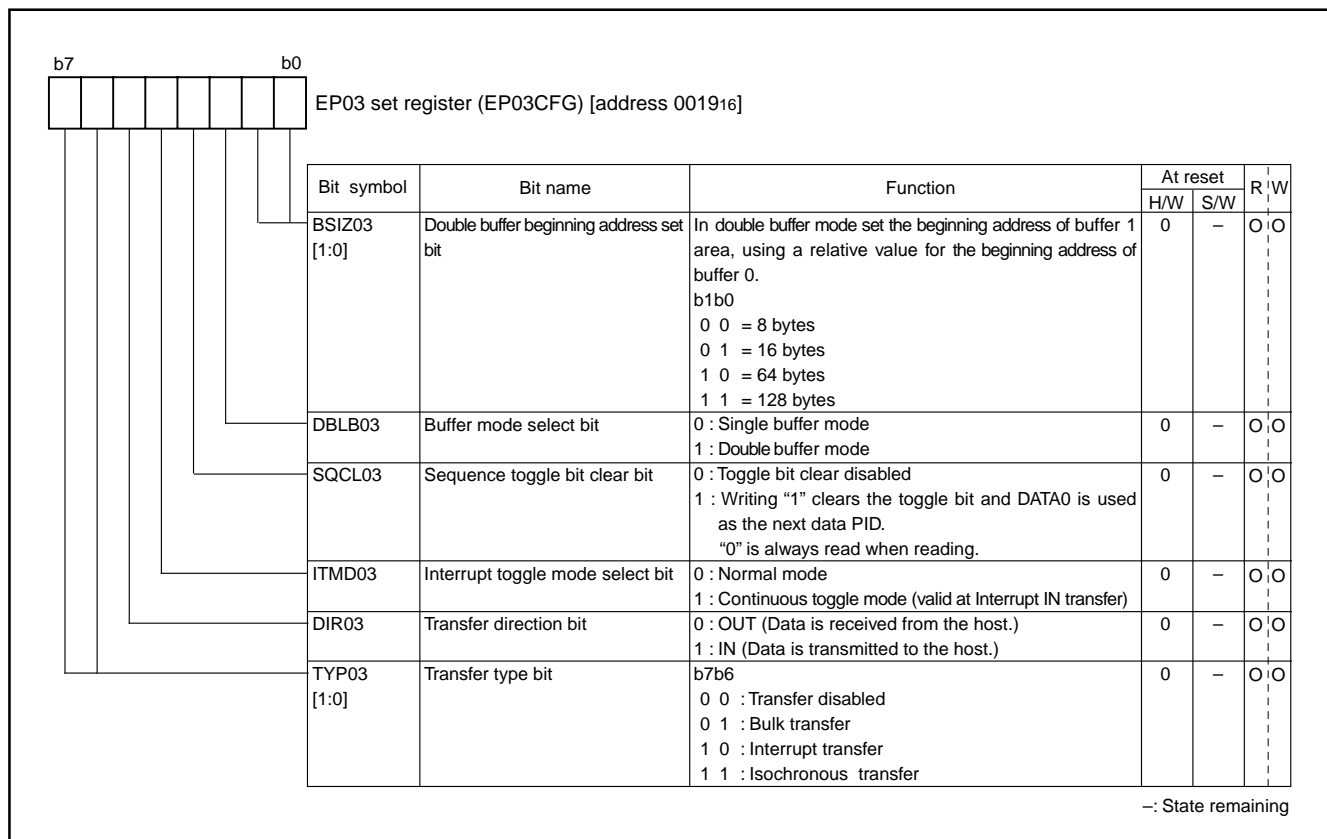 b7 b0
EP03 set register (EP03CFG) [address 0019₁₆]
Bit symbol Bit name Function At reset R W
H/W S/W
BSIZ03 Double buffer beginning address set In double buffer mode set the beginning address of buffer 1 0 – O O
[1:0] bit area, using a relative value for the beginning address of
buffer 0.
b1b0
0 0 = 8 bytes
0 1 = 16 bytes
1 0 = 64 bytes
1 1 = 128 bytes
DBLB03 Buffer mode select bit 0 : Single buffer mode 0 – O O
1 : Double buffer mode
SQCL03 Sequence toggle bit clear bit 0 : Toggle bit clear disabled 0 – O O
1 : Writing “1” clears the toggle bit and DATA0 is used
as the next data PID.
“0” is always read when reading.
ITMD03 Interrupt toggle mode select bit 0 : Normal mode 0 – O O
1 : Continuous toggle mode (valid at Interrupt IN transfer)
DIR03 Transfer direction bit 0 : OUT (Data is received from the host.) 0 – O O
1 : IN (Data is transmitted to the host.)
TYP03 Transfer type bit b7b6 0 – O O
[1:0] 0 0 : Transfer disabled
0 1 : Bulk transfer
1 0 : Interrupt transfer
1 1 : Isochronous transfer
–: State remaining